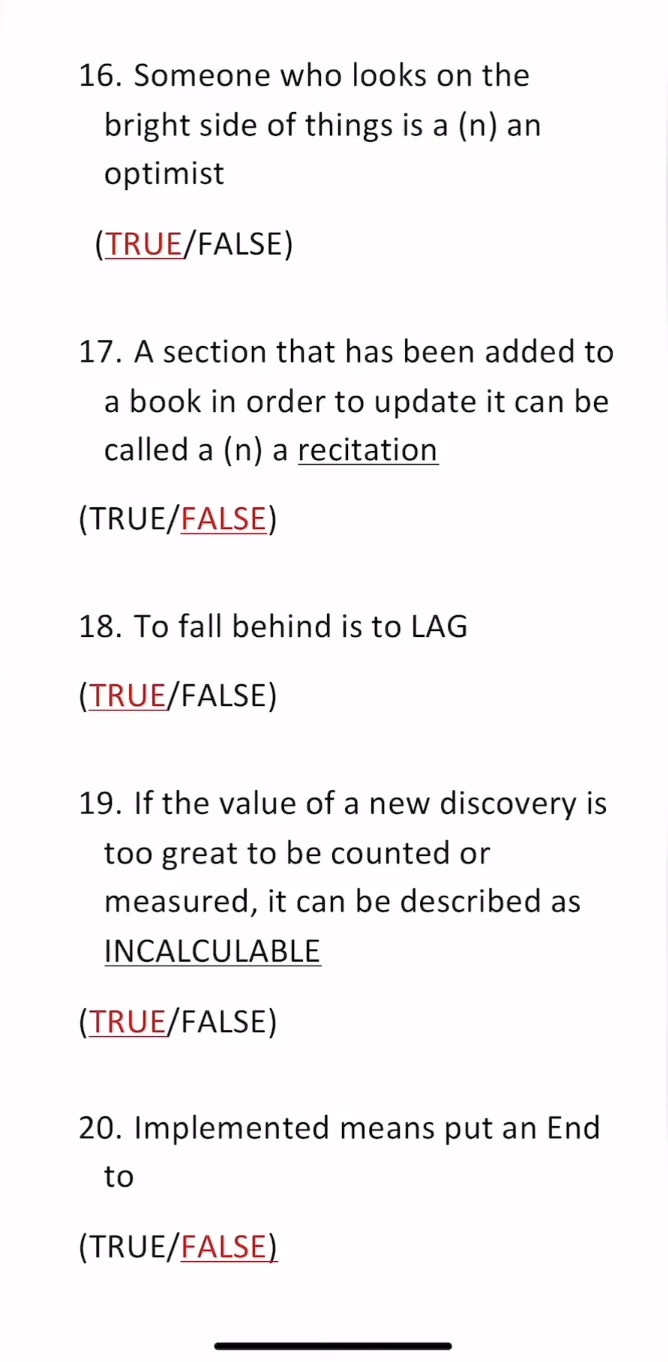 16. Someone who looks on the
bright side of things is a (n) an
optimist
(TRUE/FALSE)
17. A section that has been added to
a book in order to update it can be
called a (n) a recitation
(TRUE/FALSE)
18. To fall behind is to LAG
(TRUE/FALSE)
19. If the value of a new discovery is
too great to be counted or
measured, it can be described as
INCALCULABLE
(TRUE/FALSE)
20. Implemented means put an End
to
(TRUE/FALSE)